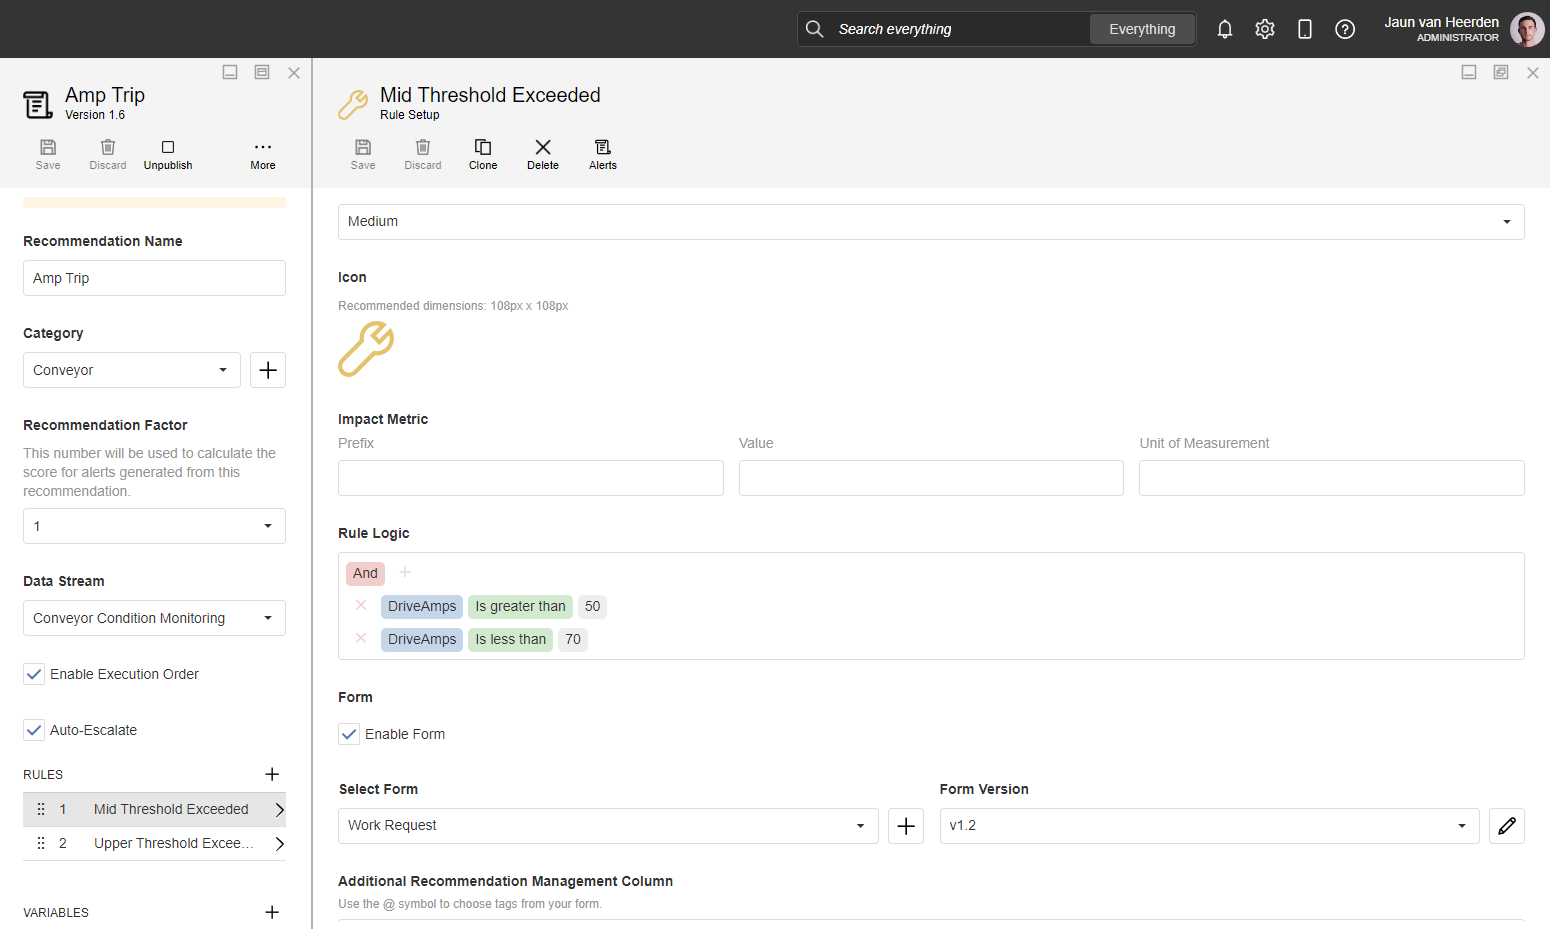 Search everything
Everything
Jaun van Heerden
ADMINISTRATOR
Amp Trip
Version 1.6
Save
Discard
Unpublish
More
Recommendation Name
Amp Trip
Category
Conveyor
Recommendation Factor
This number will be used to calculate the
score for alerts generated from this
recommendation.
1
Data Stream
Conveyor Condition Monitoring
Enable Execution Order
Auto-Escalate
RULES
1 Mid Threshold Exceeded
2 Upper Threshold Excee...
VARIABLES
Mid Threshold Exceeded
Rule Setup
Save
Discard
Clone
Delete
Alerts
Medium
Icon
Recommended dimensions: 108px x 108px
Impact Metric
Prefix
Value
Unit of Measurement
Rule Logic
And
DriveAmps Is greater than 50
DriveAmps Is less than 70
Form
Enable Form
Select Form
Work Request
Form Version
v1.2
Additional Recommendation Management Column
Use the @ symbol to choose tags from your form.